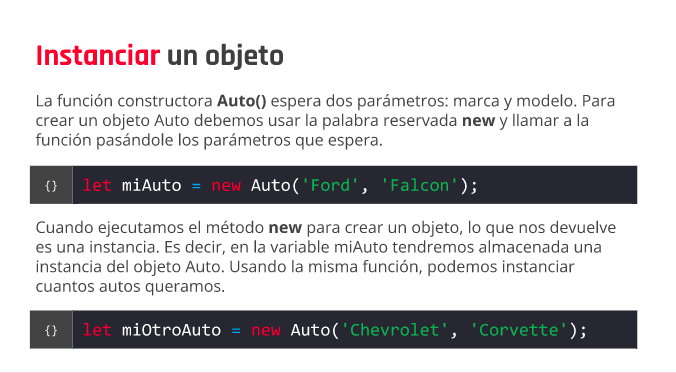 Instanciar un objeto
La función constructora Auto() espera dos parámetros: marca y modelo. Para
crear un objeto Auto debemos usar la palabra reservada new y llamar a la
función pasándole los parámetros que espera.
{} let miAuto = new Auto('Ford', 'Falcon');
Cuando ejecutamos el método new para crear un objeto, lo que nos devuelve
es una instancia. Es decir, en la variable miAuto tendremos almacenada una
instancia del objeto Auto. Usando la misma función, podemos instanciar
cuantos autos queramos.
{} let miOtroAuto = new Auto('Chevrolet', 'Corvette');